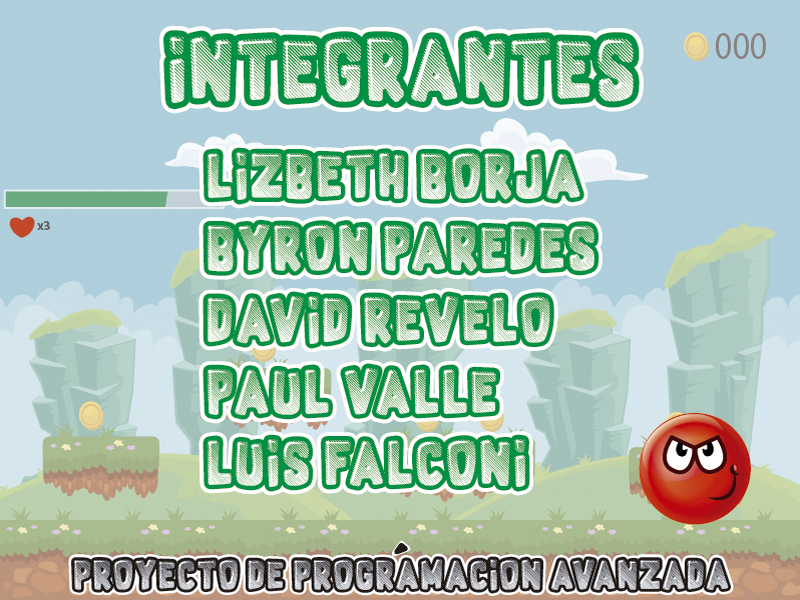 INTEGRANTES
000
LIZBETH BORJA
x3
BYRON PAREDES
DAVID REVELO
PAUL VALLE
LUIS FALCONI
PROYECTO DE PROGRAMACION AVANZADA